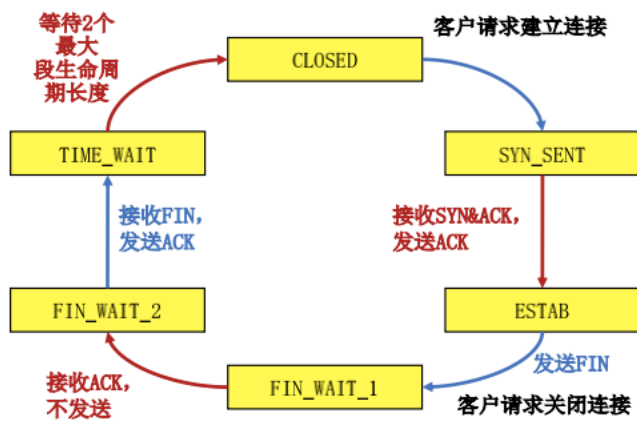 等待2个
最大
段生命周
期长度
CLOSED
客户请求建立连接
TIME_WAIT
SYN_SENT
接收FIN,
发送ACK
接收SYN&ACK,
发送ACK
FIN_WAIT_2
ESTAB
接收ACK,
不发送
FIN_WAIT_1
发送FIN
客户请求关闭连接